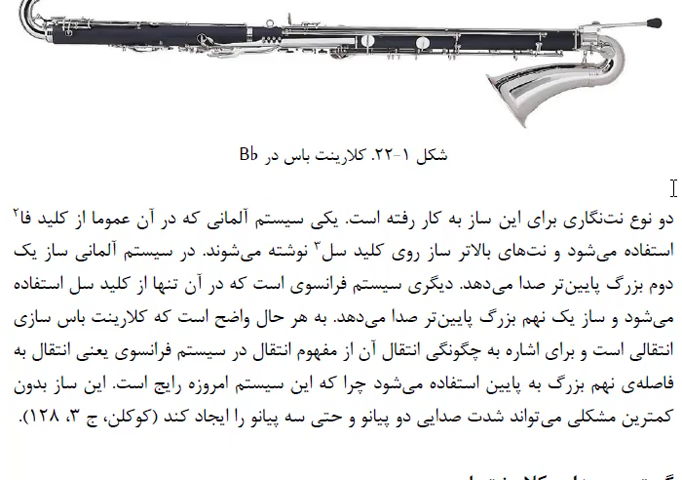 شکل ۱-۲۲. کلارینت باس در Bb
دو نوع نت‌نگاری برای این ساز به کار رفته است. یکی سیستم آلمانی که در آن عموما از کلید فا۲
استفاده می‌شود و نت‌های بالاتر ساز روی کلید سل۳ نوشته می‌شوند. در سیستم آلمانی ساز یک
دوم بزرگ پایین‌تر صدا می‌دهد. دیگری سیستم فرانسوی است که در آن تنها از کلید سل استفاده
می‌شود و ساز یک نهم بزرگ پایین‌تر صدا می‌دهد. به هر حال واضح است که کلارینت باس سازی
انتقالی است و برای اشاره به چگونگی انتقال آن از مفهوم انتقال در سیستم فرانسوی یعنی انتقال به
فاصله‌ی نهم بزرگ به پایین استفاده می‌شود چرا که این سیستم امروزه رایج است. این ساز بدون
کمترین مشکلی می‌تواند شدت صدایی دو پیانو و حتی سه پیانو را ایجاد کند (کوکلن، ج ۳، ۱۲۸).